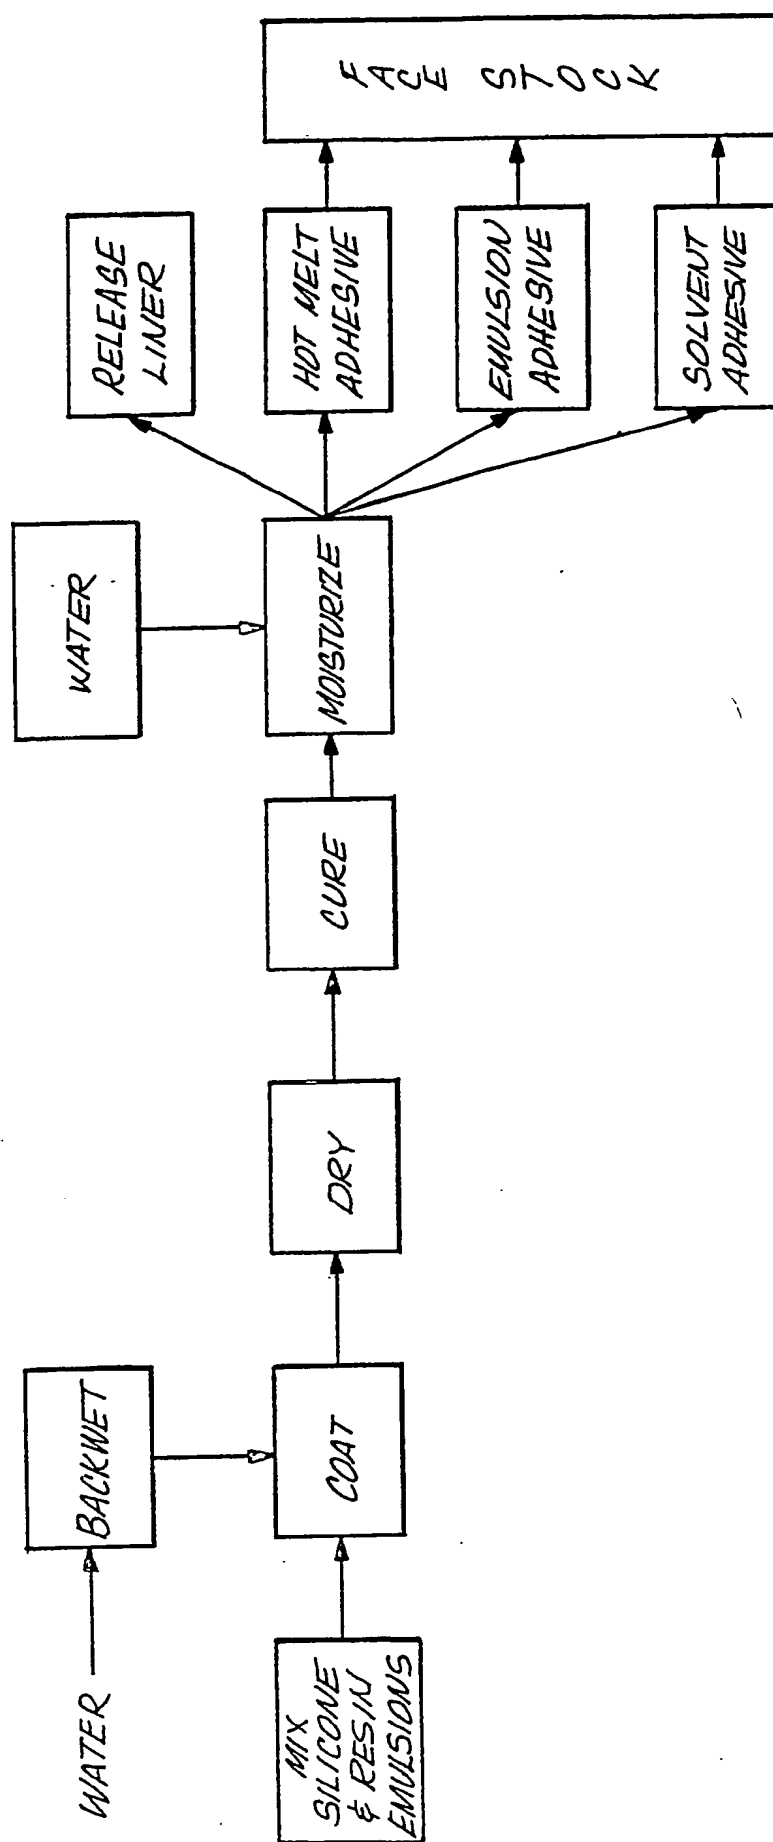 WATER
BACKWET
MIX
SILICONE
& RESIN
EMULSIONS
COAT
DRY
CURE
WATER
MOISTURIZE
RELEASE
LINER
HOT MELT
ADHESIVE
EMULSION
ADHESIVE
SOLVENT
ADHESIVE
FACE STOCK